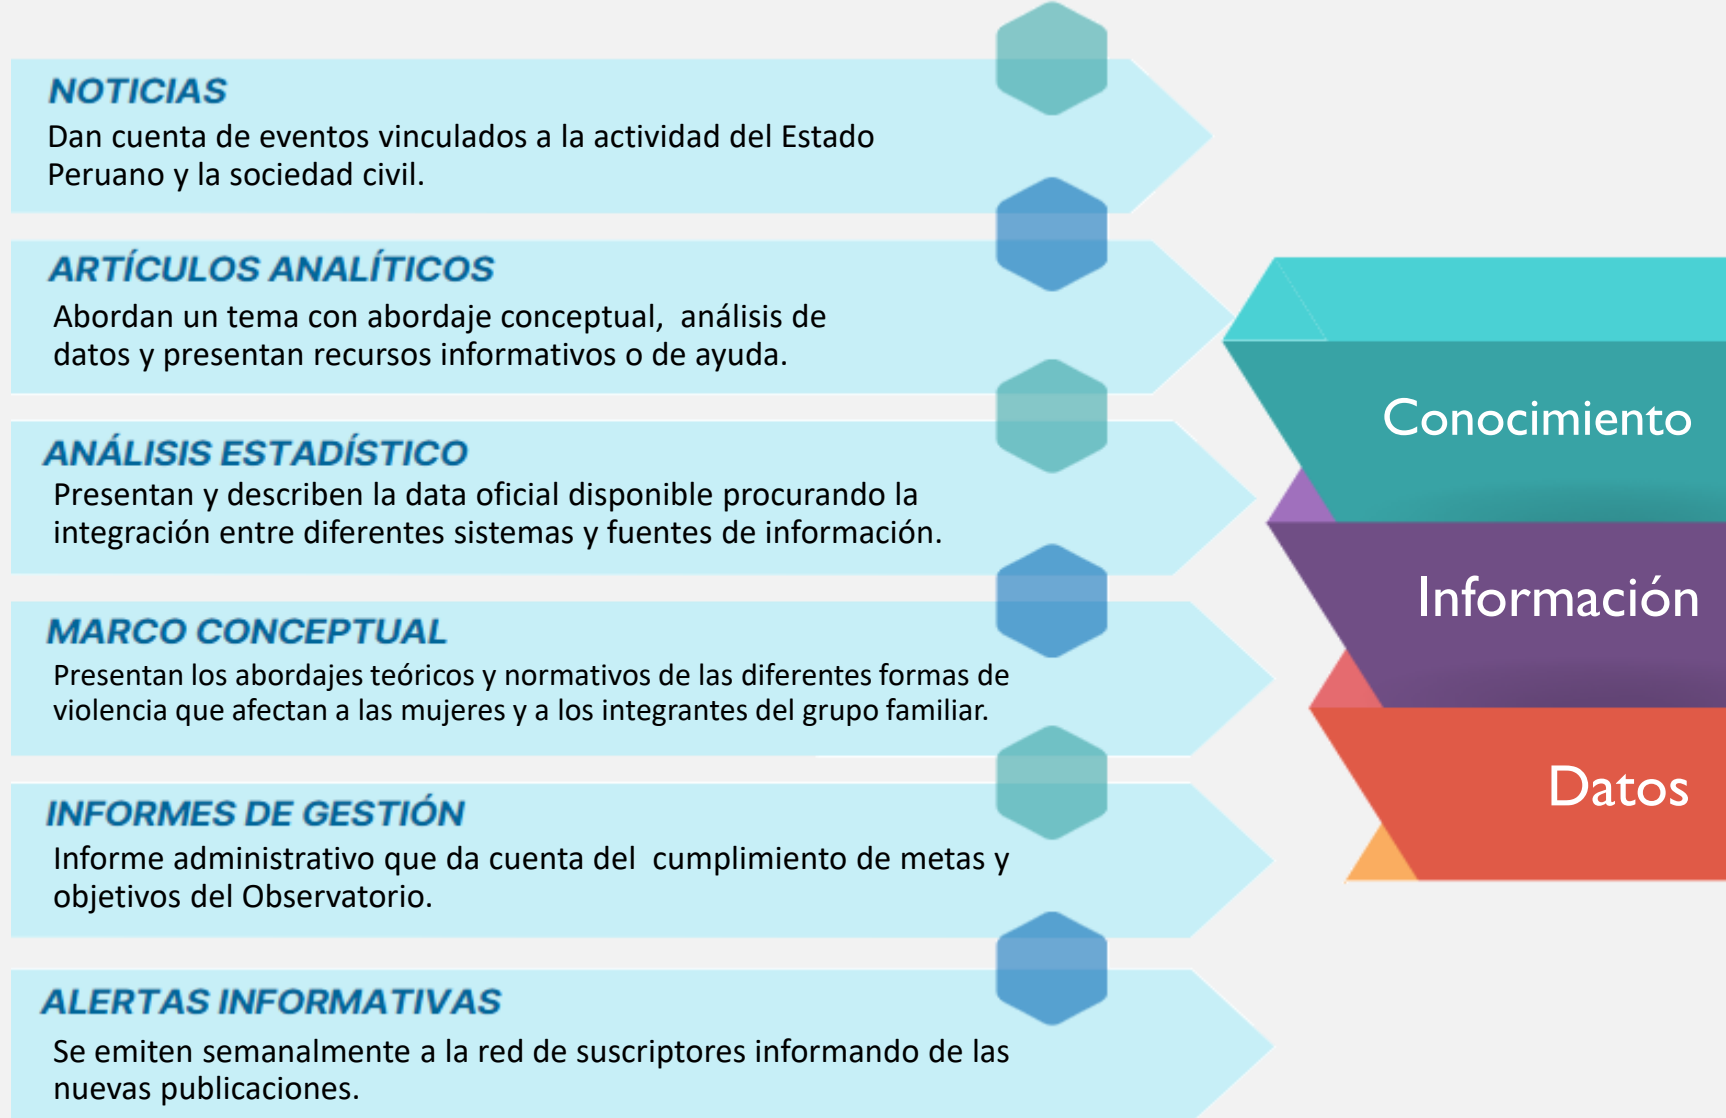 NOTICIAS
Dan cuenta de eventos vinculados a la actividad del Estado
Peruano y la sociedad civil.
ARTÍCULOS ANALÍTICOS
Abordan un tema con abordaje conceptual, análisis de
datos y presentan recursos informativos o de ayuda.
ANÁLISIS ESTADÍSTICO
Presentan y describen la data oficial disponible procurando la
integración entre diferentes sistemas y fuentes de información.
MARCO CONCEPTUAL
Presentan los abordajes teóricos y normativos de las diferentes formas de
violencia que afectan a las mujeres y a los integrantes del grupo familiar.
INFORMES DE GESTIÓN
Informe administrativo que da cuenta del cumplimiento de metas y
objetivos del Observatorio.
ALERTAS INFORMATIVAS
Se emiten semanalmente a la red de suscriptores informando de las
nuevas publicaciones.
Conocimiento
Información
Datos